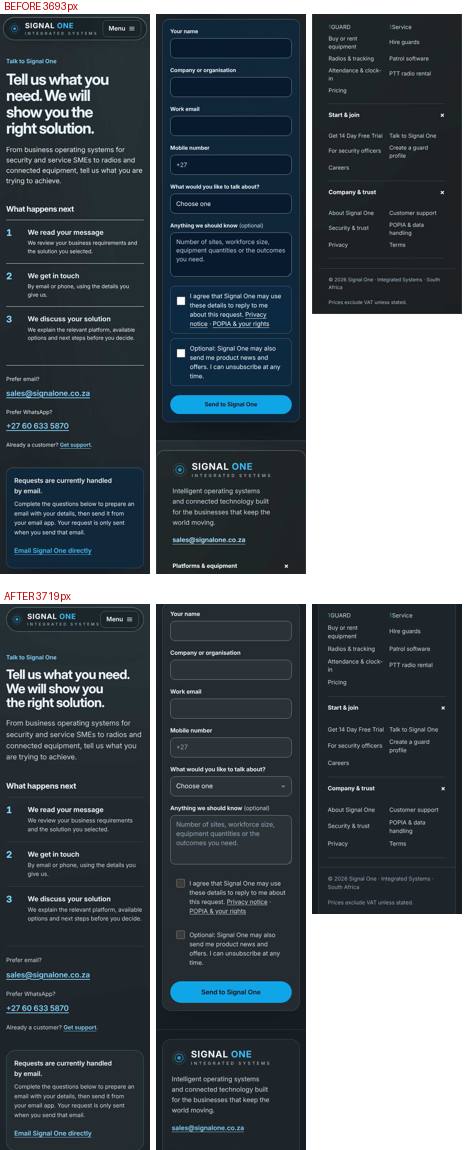 BEFORE 3693px
SIGNAL ONE
INTEGRATED SYSTEMS
Menu
Talk to Signal One
Tell us what you
need. We will
show you the
right solution.
From business operating systems for
security and service SMEs to radios and
connected equipment, tell us what you are
trying to achieve.
What happens next
1 We read your message
We review your business requirements and
the solution you selected.
2 We get in touch
By email or phone, using the details you
give us.
3 We discuss your solution
We explain the relevant platform, available
options and next steps before you decide.
Prefer email?
sales@signalone.co.za
Prefer WhatsApp?
+27 60 633 5870
Already a customer? Get support.
Requests are currently handled
by email.
Complete the questions below to prepare an
email with your details, then send it from
your email app. Your request is only sent
when you send that email.
Email Signal One directly
Your name
Company or organisation
Work email
Mobile number
+27
What would you like to talk about?
Choose one
Anything we should know (optional)
Number of sites, workforce size,
equipment quantities or the outcomes
you need.
I agree that Signal One may use
these details to reply to me
about this request. Privacy
notice · POPIA & your rights
Optional: Signal One may also
send me product news and
offers. I can unsubscribe at any
time.
Send to Signal One
SIGNAL ONE
INTEGRATED SYSTEMS
Intelligent operating systems
and connected technology built
for the businesses that keep the
world moving.
sales@signalone.co.za
Platforms & equipment ×
1GUARD 1Service
Buy or rent
equipment
Hire guards
Radios & tracking Patrol software
Attendance & clock-
in
PTT radio rental
Pricing
Start & join ×
Get 14 Day Free Trial Talk to Signal One
For security officers Create a guard
profile
Careers
Company & trust ×
About Signal One Customer support
Security & trust POPIA & data
handling
Privacy Terms
© 2026 Signal One · Integrated Systems · South
Africa
Prices exclude VAT unless stated.
AFTER 3719px
SIGNAL ONE
INTEGRATED SYSTEMS
Menu
Talk to Signal One
Tell us what you need.
We will show you
the right solution.
From business operating systems for
security and service SMEs to radios and
connected equipment, tell us what you
are trying to achieve.
What happens next
1 We read your message
We review your business requirements
and the solution you selected.
2 We get in touch
By email or phone, using the details you
give us.
3 We discuss your solution
We explain the relevant platform, available
options and next steps before you decide.
Prefer email?
sales@signalone.co.za
Prefer WhatsApp?
+27 60 633 5870
Already a customer? Get support.
Requests are currently handled
by email.
Complete the questions below to prepare an
email with your details, then send it from
your email app. Your request is only sent
when you send that email.
Email Signal One directly
Your name
Company or organisation
Work email
Mobile number
+27
What would you like to talk about?
Choose one
Anything we should know (optional)
Number of sites, workforce size,
equipment quantities or the
outcomes you need.
I agree that Signal One may use
these details to reply to me about
this request. Privacy notice ·
POPIA & your rights
Optional: Signal One may also
send me product news and
offers. I can unsubscribe at any
time.
Send to Signal One
SIGNAL ONE
INTEGRATED SYSTEMS
Intelligent operating systems
and connected technology built
for the businesses that keep the
world moving.
sales@signalone.co.za
1GUARD 1Service
Buy or rent
equipment
Hire guards
Radios & tracking Patrol software
Attendance & clock-
in
PTT radio rental
Pricing
Start & join ×
Get 14 Day Free Trial Talk to Signal One
For security officers Create a guard
profile
Careers
Company & trust ×
About Signal One Customer support
Security & trust POPIA & data
handling
Privacy Terms
© 2026 Signal One · Integrated Systems ·
South Africa
Prices exclude VAT unless stated.